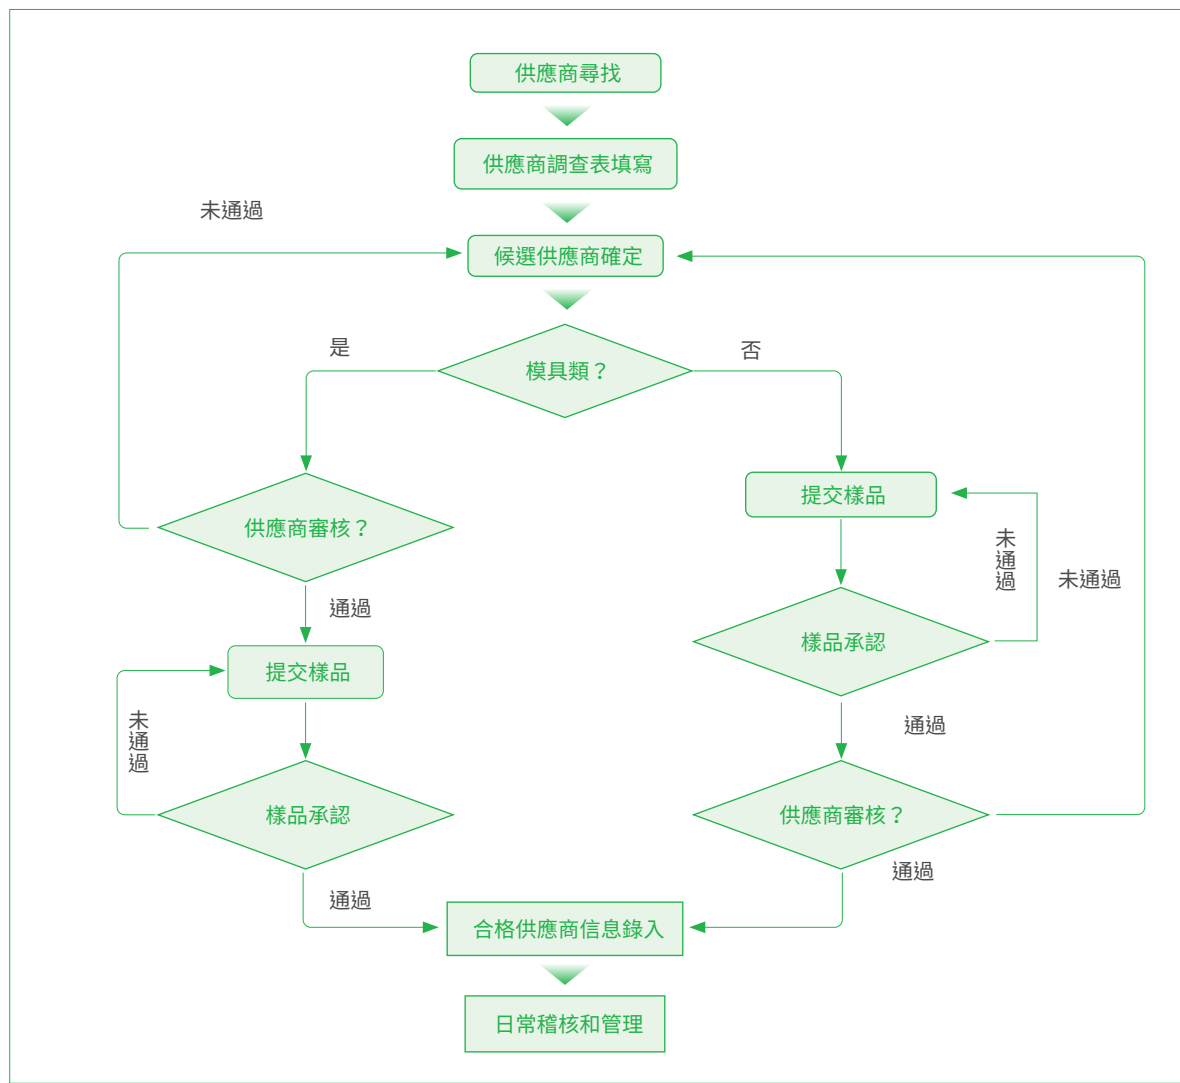 供應商尋找
供應商調查表填寫
未通過
候選供應商確定
是
否
模具類？
提交樣品
供應商審核？
未通過
未通過
通過
樣品承認
提交樣品
未通過
通過
樣品承認
供應商審核？
通過
通過
合格供應商信息錄入
日常稽核和管理